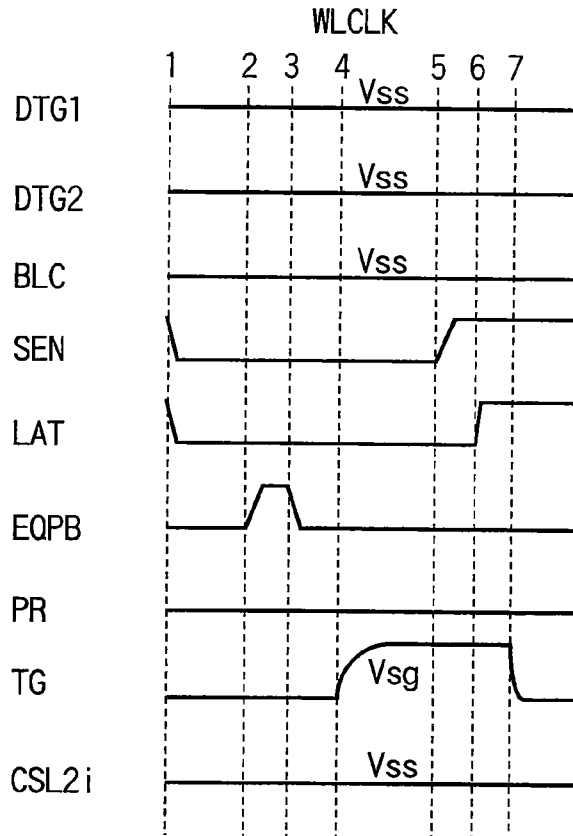 WLCLK
1 2 3 4 5 6 7
DTG1 Vss
DTG2 Vss
BLC Vss
SEN
LAT
EQPB
PR
TG Vsg
CSL2i Vss